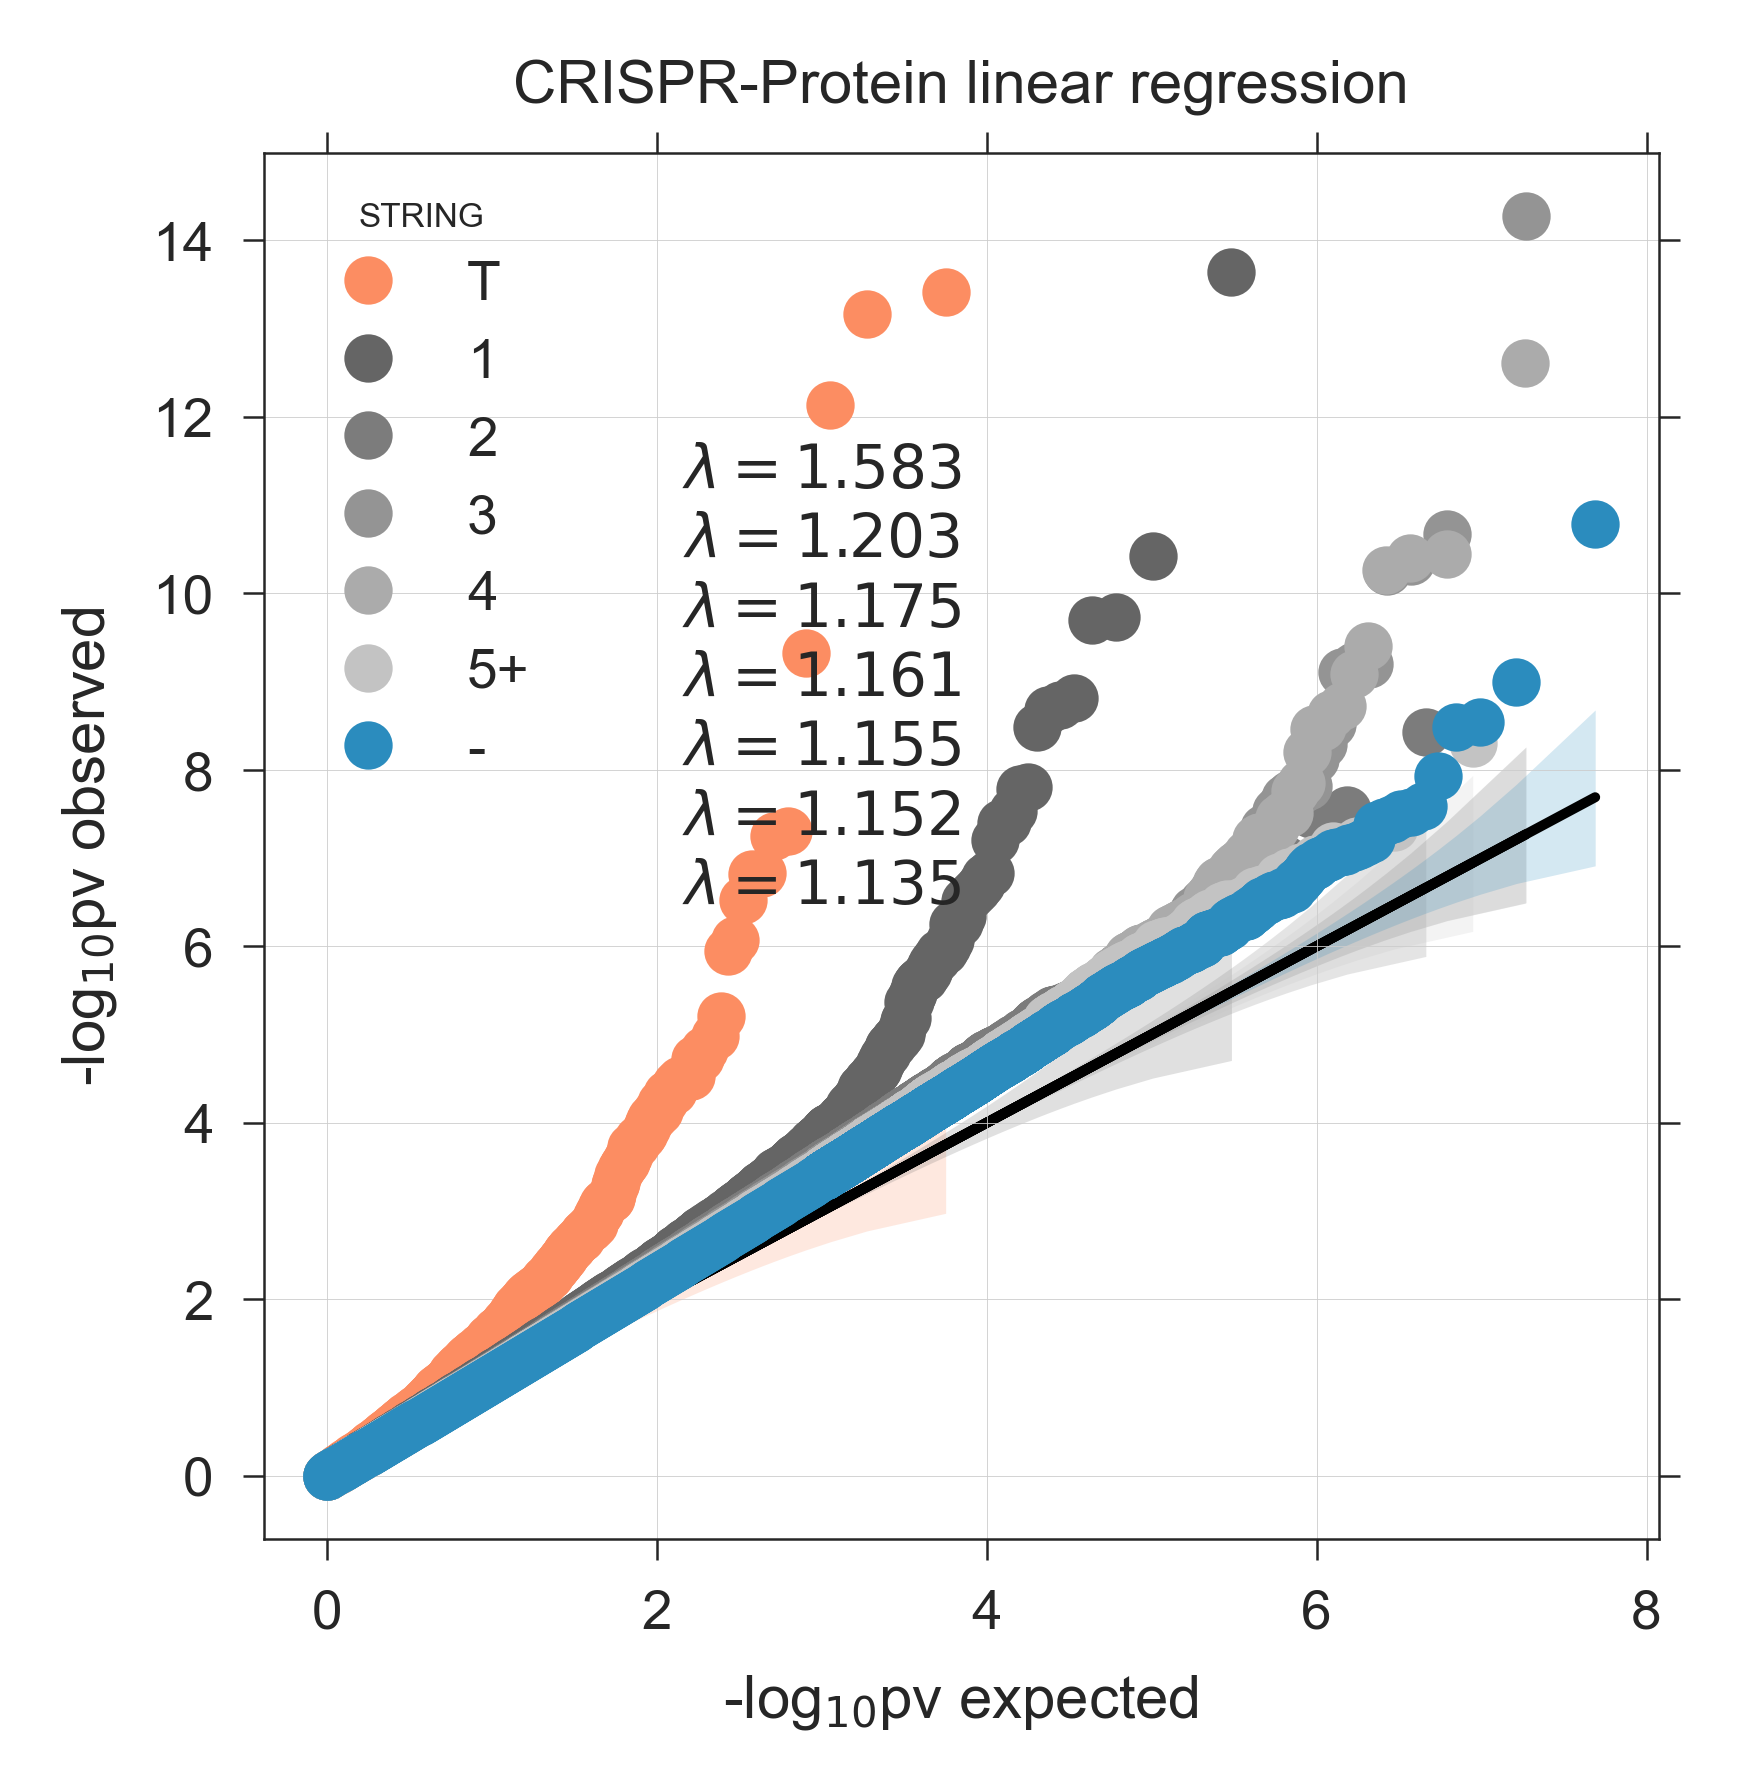 CRISPR-Protein linear regression
STRING
T
1
2
3
4
5+
-
λ = 1.583
λ = 1.203
λ = 1.175
λ = 1.161
λ = 1.155
λ = 1.152
λ = 1.135
14
12
10
8
6
4
2
0
-log₁₀pv observed
0
2
4
6
8
-log₁₀pv expected